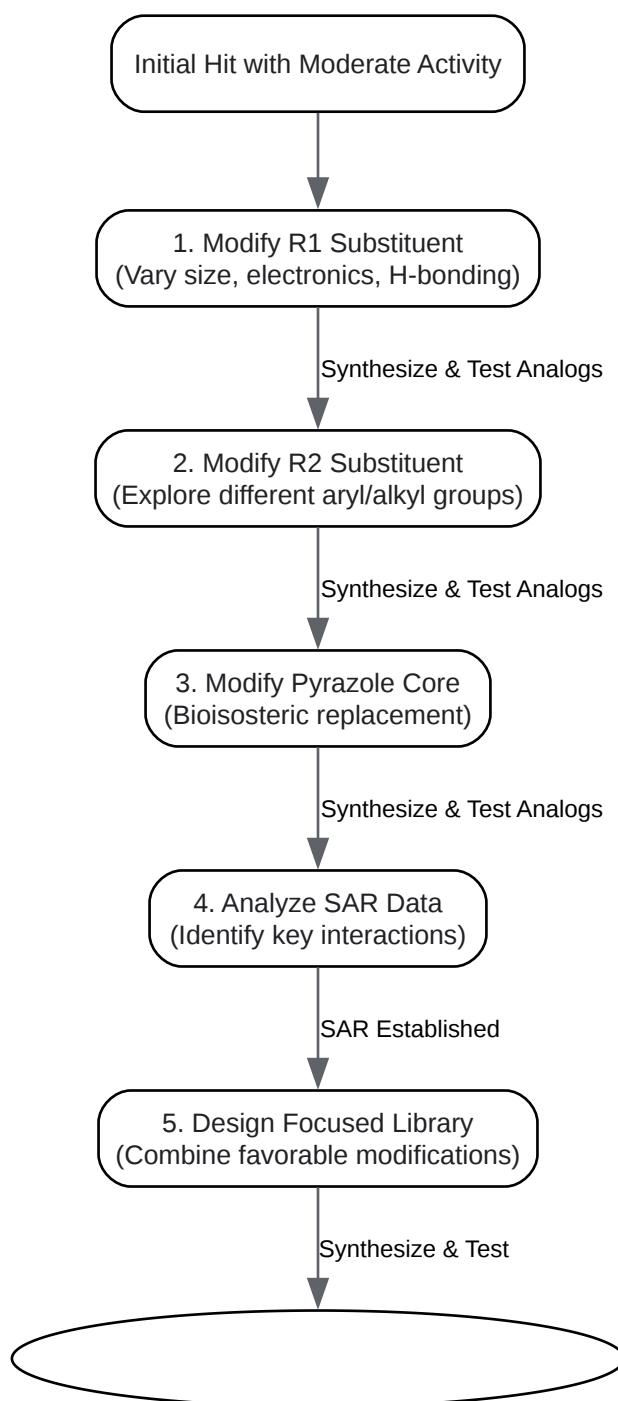 Initial Hit with Moderate Activity
1. Modify R1 Substituent
(Vary size, electronics, H-bonding)
Synthesize & Test Analogs
2. Modify R2 Substituent
(Explore different aryl/alkyl groups)
Synthesize & Test Analogs
3. Modify Pyrazole Core
(Bioisosteric replacement)
Synthesize & Test Analogs
4. Analyze SAR Data
(Identify key interactions)
SAR Established
5. Design Focused Library
(Combine favorable modifications)
Synthesize & Test